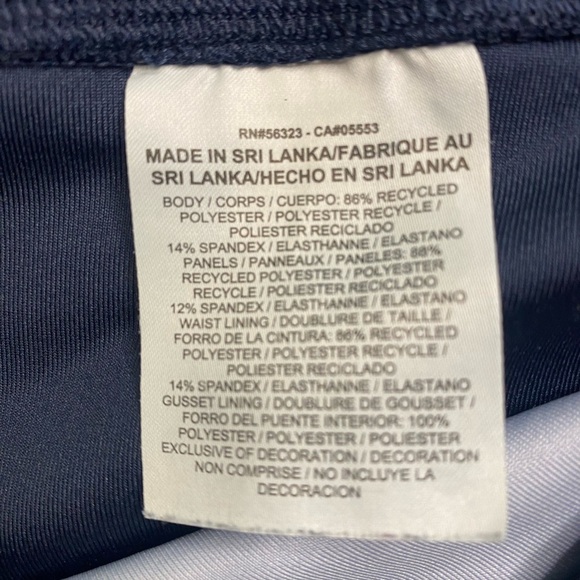 RN#56323 - CA#05553
MADE IN SRI LANKA/FABRIQUE AU
SRI LANKA/HECHO EN SRI LANKA
BODY / CORPS / CUERPO: 86% RECYCLED
POLYESTER / POLYESTER RECYCLE /
POLIESTER RECICLADO
14% SPANDEX / ELASTHANNE / ELASTANO
PANELS / PANNEAUX / PANELES: 88%
RECYCLED POLYESTER / POLYESTER
RECYCLE / POLIESTER RECICLADO
12% SPANDEX / ELASTHANNE / ELASTANO
WAIST LINING / DOUBLURE DE TAILLE /
FORRO DE LA CINTURA: 86% RECYCLED
POLYESTER / POLYESTER RECYCLE /
POLIESTER RECICLADO
14% SPANDEX / ELASTHANNE / ELASTANO
GUSSET LINING / DOUBLURE DE GOUSSET /
FORRO DEL PUENTE INTERIOR: 100%
POLYESTER / POLYESTER / POLIESTER
EXCLUSIVE OF DECORATION / DECORATION
NON COMPRISE / NO INCLUYE LA
DECORACION